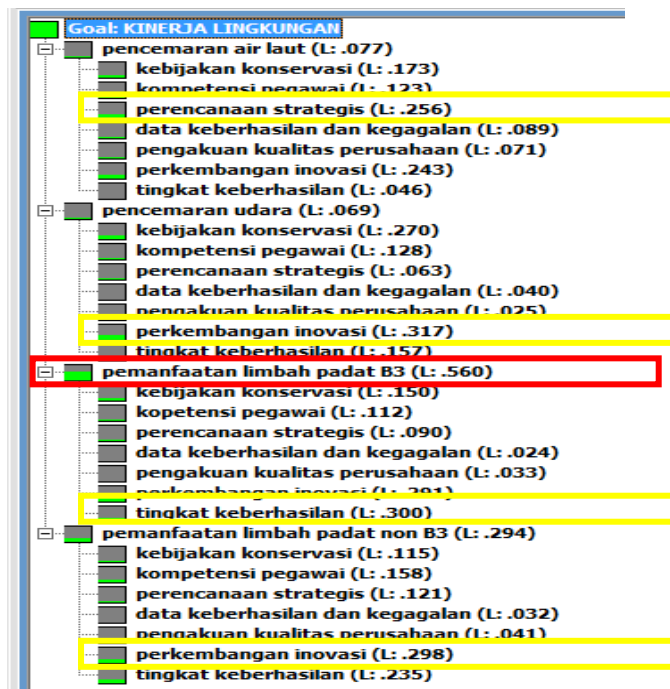 Goal: KINERJA LINGKUNGAN
pencemaran air laut (L: .077)
kebijakan konservasi (L: .173)
kompetensi pegawai (L: .123)
perencanaan strategis (L: .256)
data keberhasilan dan kegagalan (L: .089)
pengakuan kualitas perusahaan (L: .071)
perkembangan inovasi (L: .243)
tingkat keberhasilan (L: .046)
pencemaran udara (L: .069)
kebijakan konservasi (L: .270)
kompetensi pegawai (L: .128)
perencanaan strategis (L: .063)
data keberhasilan dan kegagalan (L: .040)
pengakuan kualitas perusahaan (L: .025)
perkembangan inovasi (L: .317)
tingkat keberhasilan (L: .157)
pemanfaatan limbah padat B3 (L: .560)
kebijakan konservasi (L: .150)
kopetensi pegawai (L: .112)
perencanaan strategis (L: .090)
data keberhasilan dan kegagalan (L: .024)
pengakuan kualitas perusahaan (L: .033)
perkembangan inovasi (L: .291)
tingkat keberhasilan (L: .300)
pemanfaatan limbah padat non B3 (L: .294)
kebijakan konservasi (L: .115)
kompetensi pegawai (L: .158)
perencanaan strategis (L: .121)
data keberhasilan dan kegagalan (L: .032)
pengakuan kualitas perusahaan (L: .041)
perkembangan inovasi (L: .298)
tingkat keberhasilan (L: .235)